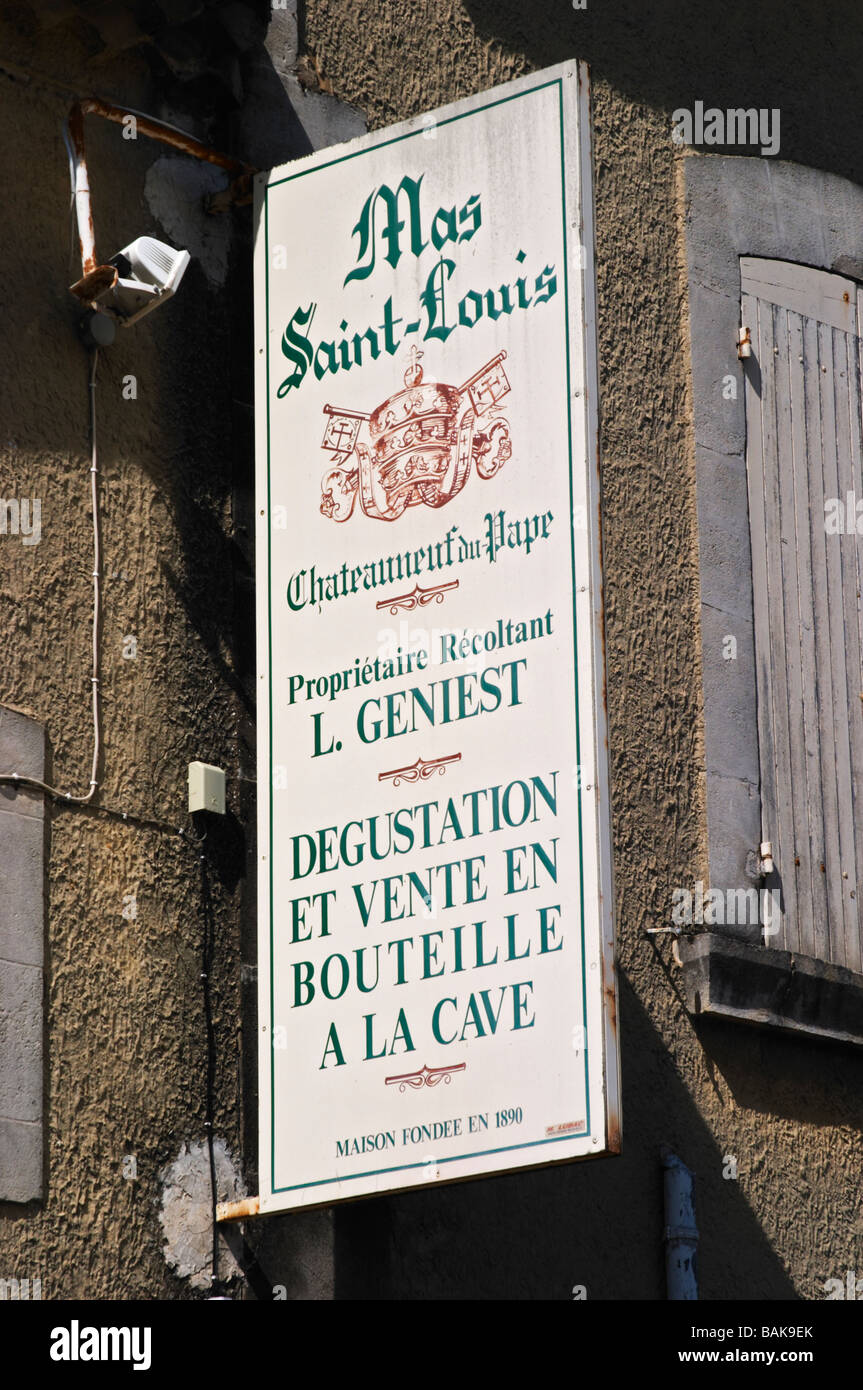 Mas
Saint-Louis
Chateauneuf du-Pape
Propriétaire Récoltant
L. GENIEST
DEGUSTATION
ET VENTE EN
BOUTEILLE
A LA CAVE
MAISON FONDEE EN 1890
alamy
Image ID: BAK9EK
www.alamy.com